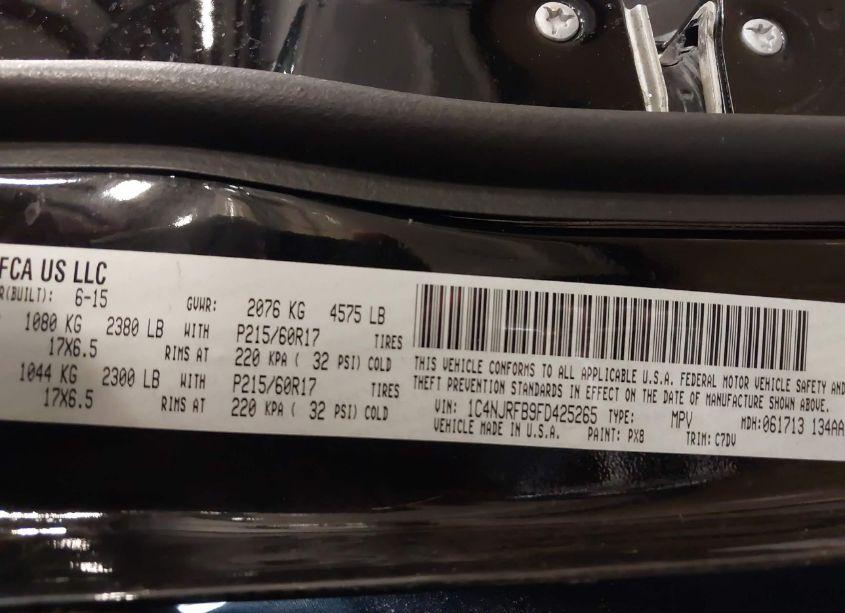 FCA US LLC
R(BUILT): 6-15 GVWR: 2076 KG 4575 LB
1080 KG 2380 LB WITH P215/60R17 TIRES
17X6.5 RIMS AT 220 KPA ( 32 PSI) COLD
1044 KG 2300 LB WITH P215/60R17 TIRES
17X6.5 RIMS AT 220 KPA ( 32 PSI) COLD
THIS VEHICLE CONFORMS TO ALL APPLICABLE U.S.A. FEDERAL MOTOR VEHICLE SAFETY AND
THEFT PREVENTION STANDARDS IN EFFECT ON THE DATE OF MANUFACTURE SHOWN ABOVE.
VIN: 1C4NJRFB9FD425265 TYPE: MPV MDH:061713 134AA
VEHICLE MADE IN U.S.A. PAINT: PX8 TRIM: C7DV